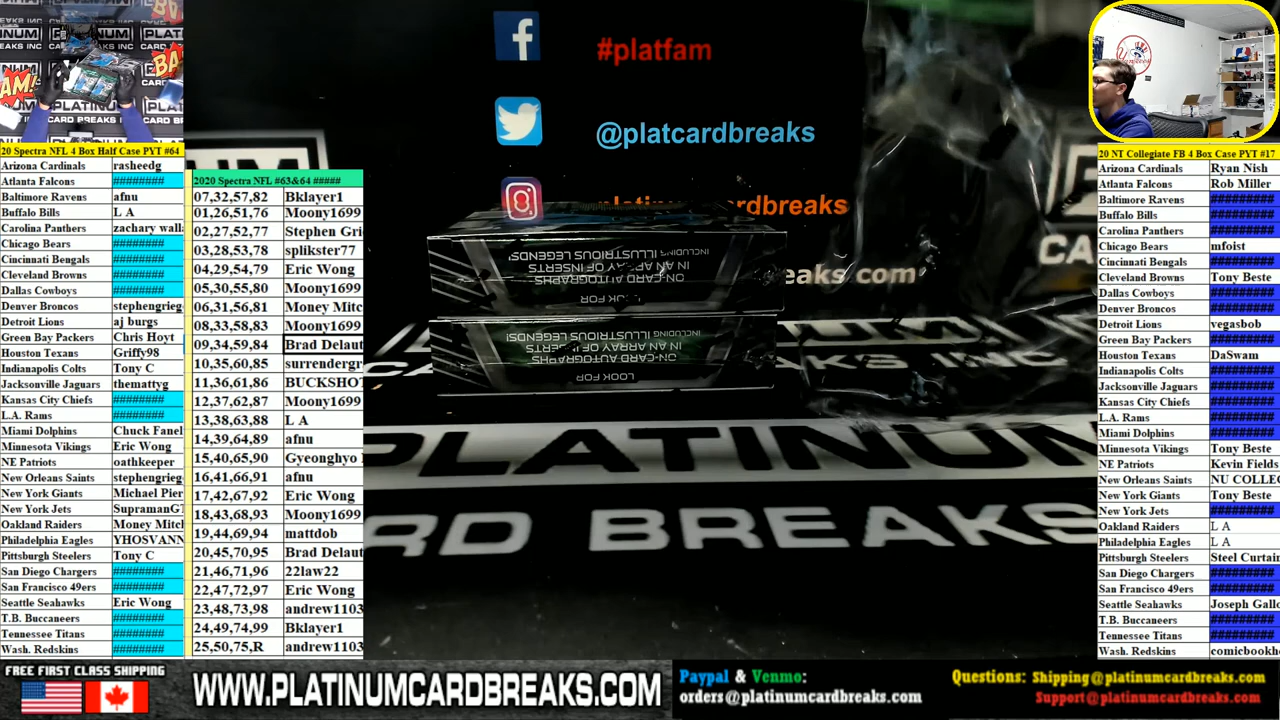 #platfam
@platcardbreaks
20 Spectra NFL 4 Box Half Case PYT #64
Arizona Cardinals rasheedg
Atlanta Falcons ########
Baltimore Ravens afnu
Buffalo Bills L A
Carolina Panthers zachary wall
Chicago Bears ########
Cincinnati Bengals ########
Cleveland Browns ########
Dallas Cowboys ########
Denver Broncos stephengrieg
Detroit Lions aj burgs
Green Bay Packers Chris Hoyt
Houston Texans Griffy98
Indianapolis Colts Tony C
Jacksonville Jaguars themattyg
Kansas City Chiefs ########
L.A. Rams ########
Miami Dolphins Chuck Fanel
Minnesota Vikings Eric Wong
NE Patriots oathkeeper
New Orleans Saints stephengrieg
New York Giants Michael Pier
New York Jets SupramanGT
Oakland Raiders Money Mitch
Philadelphia Eagles YHOSVANN
Pittsburgh Steelers Tony C
San Diego Chargers ########
San Francisco 49ers ########
Seattle Seahawks Eric Wong
T.B. Buccaneers ########
Tennessee Titans ########
Wash. Redskins ########
2020 Spectra NFL #63&64 #####
07,32,57,82 Bklayer1
01,26,51,76 Moony1699
02,27,52,77 Stephen Gri
03,28,53,78 splikster77
04,29,54,79 Eric Wong
05,30,55,80 Moony1699
06,31,56,81 Money Mitc
08,33,58,83 Moony1699
09,34,59,84 Brad Delaut
10,35,60,85 surrendergr
11,36,61,86 BUCKSHOT
12,37,62,87 Moony1699
13,38,63,88 L A
14,39,64,89 afnu
15,40,65,90 Gyeonghyo
16,41,66,91 afnu
17,42,67,92 Eric Wong
18,43,68,93 Moony1699
19,44,69,94 mattdob
20,45,70,95 Brad Delaut
21,46,71,96 22law22
22,47,72,97 Eric Wong
23,48,73,98 andrew1103
24,49,74,99 Bklayer1
25,50,75,R andrew1103
LOOK FOR
ON-CARD AUTOGRAPHS
IN AN ARRAY OF INSERTS
INCLUDING ILLUSTRIOUS LEGENDS!
LOOK FOR
ON-CARD AUTOGRAPHS
IN AN ARRAY OF INSERTS
INCLUDING ILLUSTRIOUS LEGENDS!
PLATINUM
RD BREAKS
20 NT Collegiate FB 4 Box Case PYT #17
Arizona Cardinals Ryan Nish
Atlanta Falcons Rob Miller
Baltimore Ravens ########
Buffalo Bills ########
Carolina Panthers ########
Chicago Bears mfoist
Cincinnati Bengals ########
Cleveland Browns Tony Beste
Dallas Cowboys ########
Denver Broncos ########
Detroit Lions vegasbob
Green Bay Packers ########
Houston Texans DaSwam
Indianapolis Colts ########
Jacksonville Jaguars ########
Kansas City Chiefs ########
L.A. Rams ########
Miami Dolphins ########
Minnesota Vikings Tony Beste
NE Patriots Kevin Fields
New Orleans Saints NU COLLEC
New York Giants Tony Beste
New York Jets ########
Oakland Raiders L A
Philadelphia Eagles L A
Pittsburgh Steelers Steel Curtain
San Diego Chargers ########
San Francisco 49ers ########
Seattle Seahawks Joseph Gallo
T.B. Buccaneers ########
Tennessee Titans ########
Wash. Redskins comicbookh
FREE FIRST CLASS SHIPPING
WWW.PLATINUMCARDBREAKS.COM
Paypal & Venmo:
orders@platinumcardbreaks.com
Questions: Shipping@platinumcardbreaks.com
Support@platinumcardbreaks.com